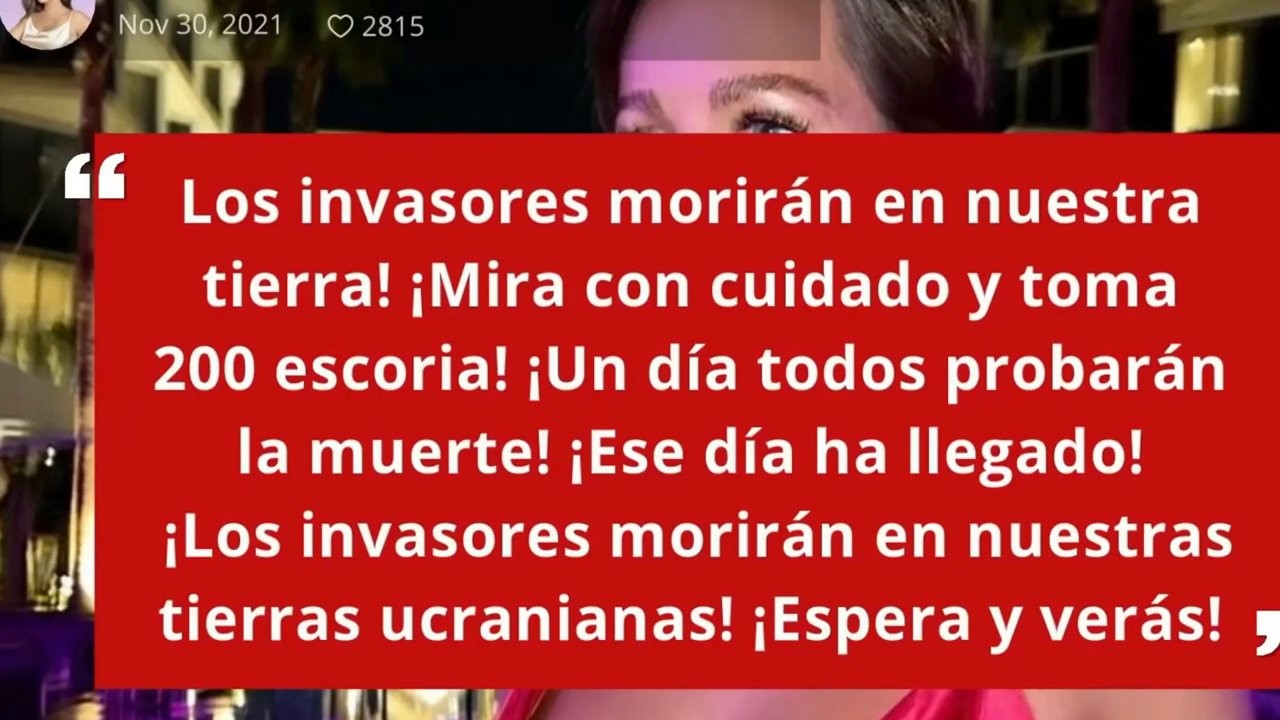 Nov 30, 2021 2815
“ Los invasores morirán en nuestra
tierra! ¡Mira con cuidado y toma
200 escoria! ¡Un día todos probarán
la muerte! ¡Ese día ha llegado!
¡Los invasores morirán en nuestras
tierras ucranianas! ¡Espera y verás! ”